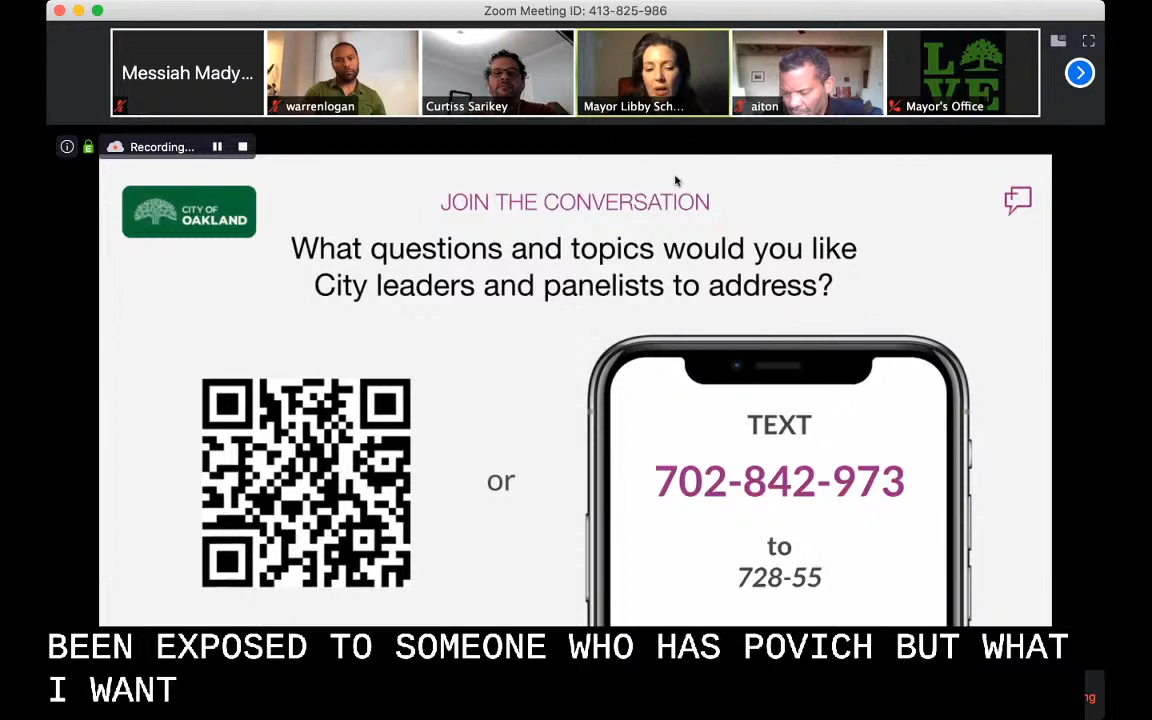 Zoom Meeting ID: 413-825-986
Messiah Mady...
warrenlogan
Curtiss Sarikey
Mayor Libby Sch...
aiton
LOVE
Mayor's Office
Recording...
CITY OF
OAKLAND
JOIN THE CONVERSATION
What questions and topics would you like
City leaders and panelists to address?
or
TEXT
702-842-973
to
728-55
BEEN EXPOSED TO SOMEONE WHO HAS POVICH BUT WHAT
I WANT
ng